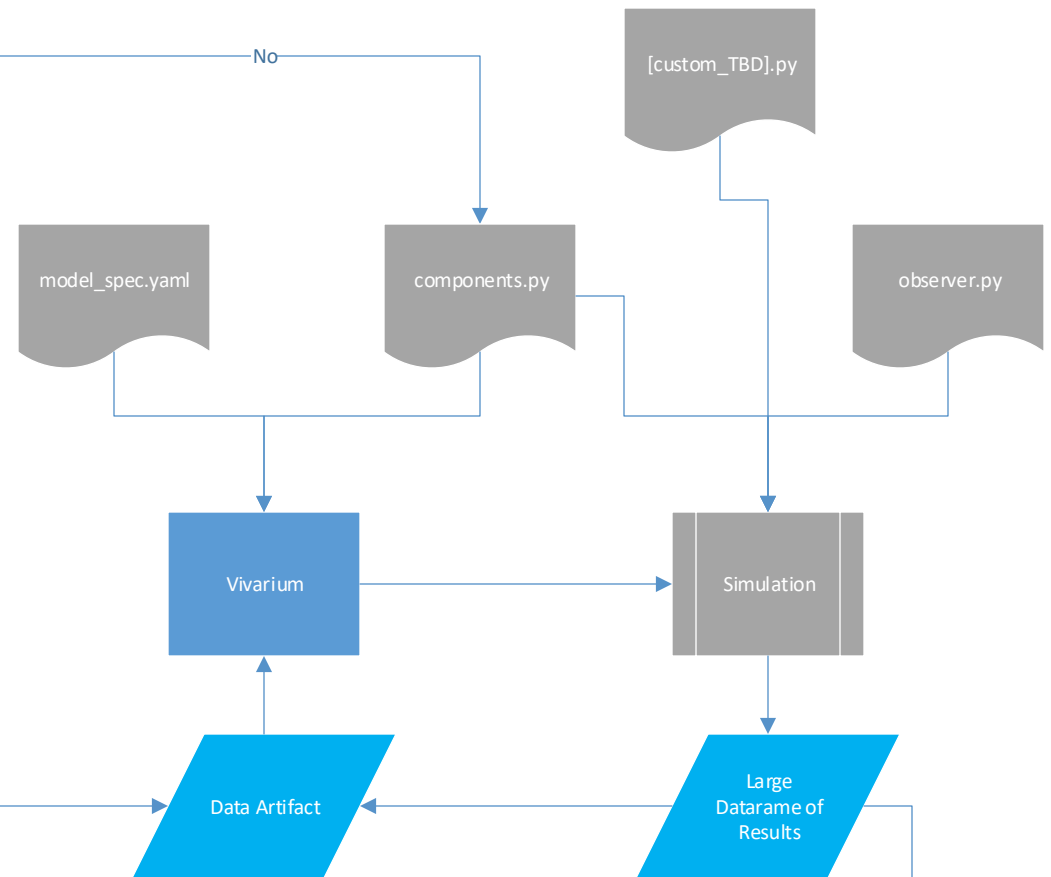 No
[custom_TBD].py
model_spec.yaml
components.py
observer.py
Vivarium
Simulation
Data Artifact
Large
Datarame of
Results